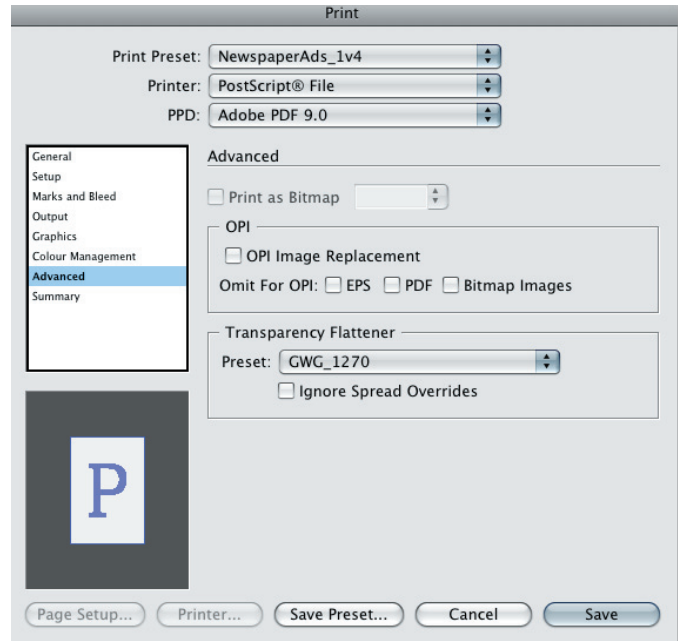 Print
Print Preset: NewspaperAds_1v4
Printer: PostScript® File
PPD: Adobe PDF 9.0
General
Setup
Marks and Bleed
Output
Graphics
Colour Management
Advanced
Summary
Advanced
Print as Bitmap
OPI
OPI Image Replacement
Omit For OPI: EPS PDF Bitmap Images
Transparency Flattener
Preset: GWG_1270
Ignore Spread Overrides
P
Page Setup... Printer... Save Preset... Cancel Save